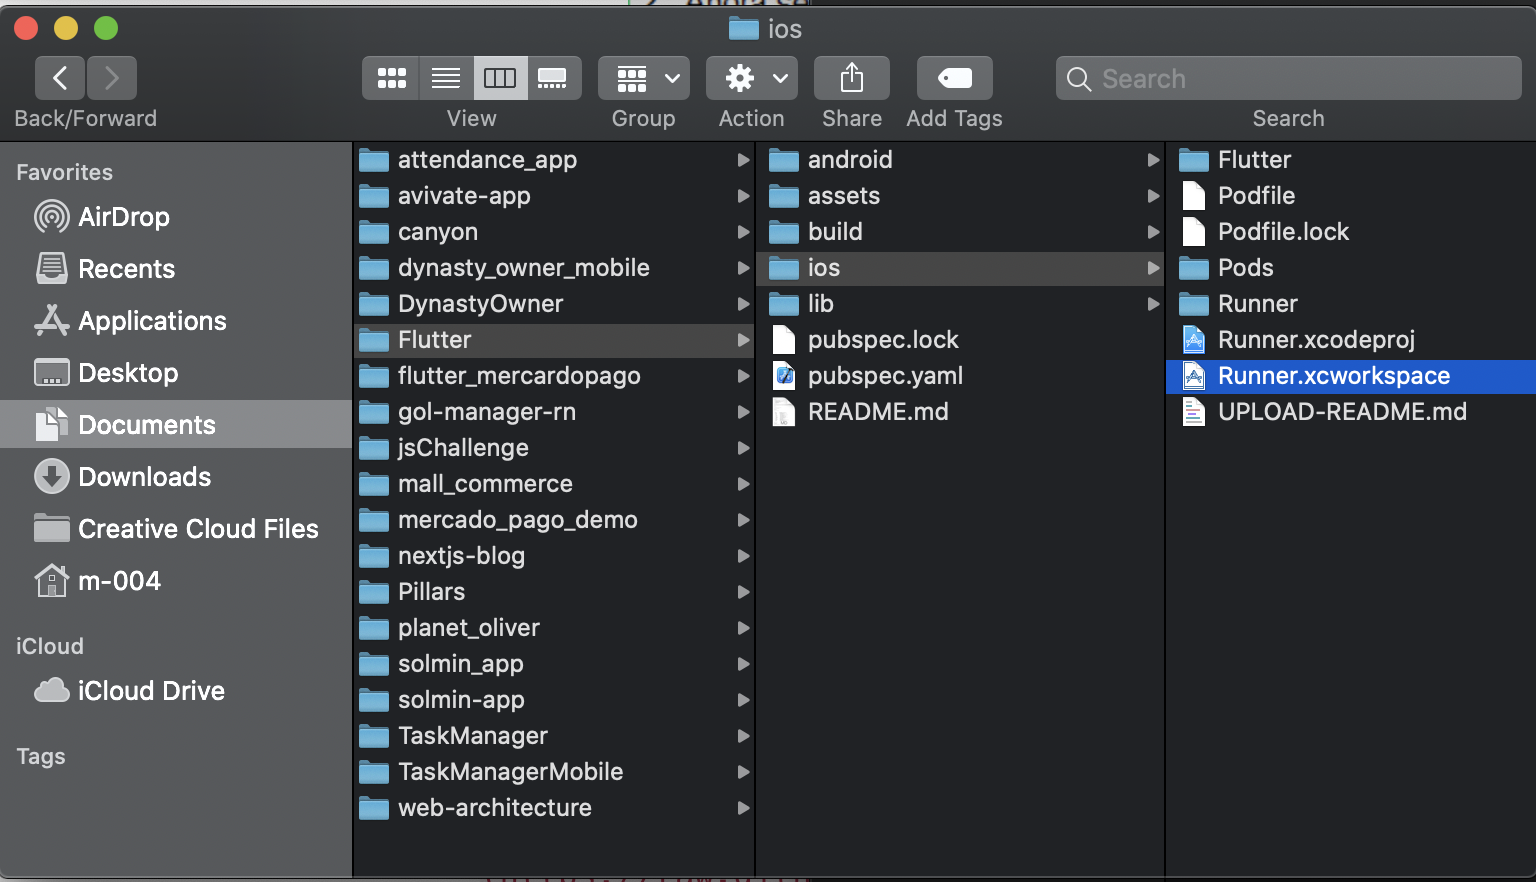 2. Ahora se
ios
Back/Forward
View
Group
Action
Share
Add Tags
Search
Search
Favorites
AirDrop
Recents
Applications
Desktop
Documents
Downloads
Creative Cloud Files
m-004
iCloud
iCloud Drive
Tags
attendance_app
avivate-app
canyon
dynasty_owner_mobile
DynastyOwner
Flutter
flutter_mercardopago
gol-manager-rn
jsChallenge
mall_commerce
mercado_pago_demo
nextjs-blog
Pillars
planet_oliver
solmin_app
solmin-app
TaskManager
TaskManagerMobile
web-architecture
android
assets
build
ios
lib
pubspec.lock
pubspec.yaml
README.md
Flutter
Podfile
Podfile.lock
Pods
Runner
Runner.xcodeproj
Runner.xcworkspace
UPLOAD-README.md